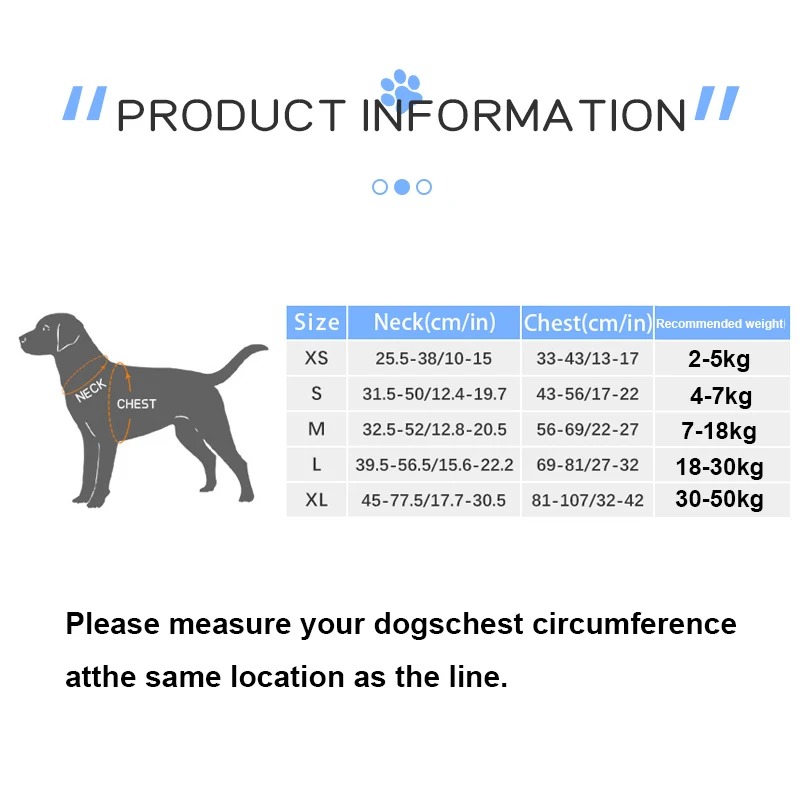 PRODUCT INFORMATION
Size Neck(cm/in) Chest(cm/in) Recommended weight
XS 25.5-38/10-15 33-43/13-17 2-5kg
S 31.5-50/12.4-19.7 43-56/17-22 4-7kg
M 32.5-52/12.8-20.5 56-69/22-27 7-18kg
L 39.5-56.5/15.6-22.2 69-81/27-32 18-30kg
XL 45-77.5/17.7-30.5 81-107/32-42 30-50kg
NECK
CHEST
Please measure your dogschest circumference
atthe same location as the line.